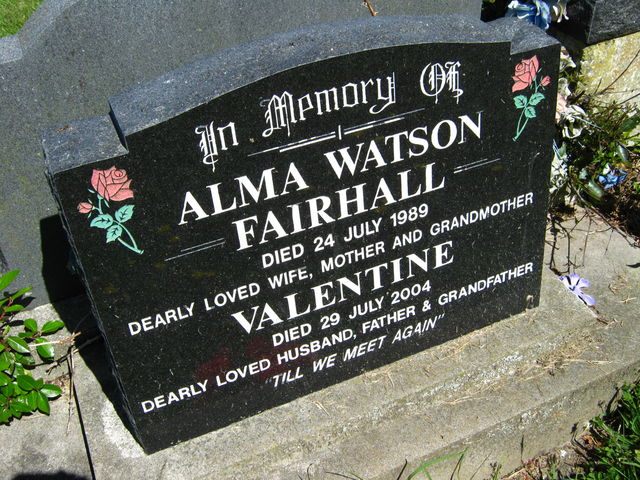 In Memory Of
ALMA WATSON
FAIRHALL
DIED 24 JULY 1989
DEARLY LOVED WIFE, MOTHER AND GRANDMOTHER
VALENTINE
DIED 29 JULY 2004
DEARLY LOVED HUSBAND, FATHER & GRANDFATHER
"TILL WE MEET AGAIN"